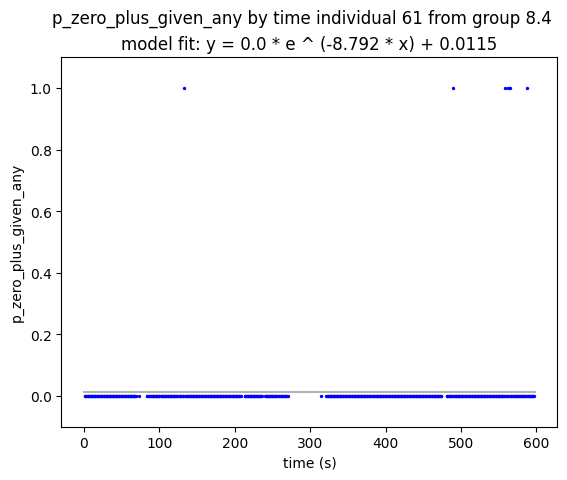 p_zero_plus_given_any by time individual 61 from group 8.4
model fit: y = 0.0 * e ^ (-8.792 * x) + 0.0115
1.0
0.8
0.6
0.4
0.2
0.0
p_zero_plus_given_any
0 100 200 300 400 500 600
time (s)